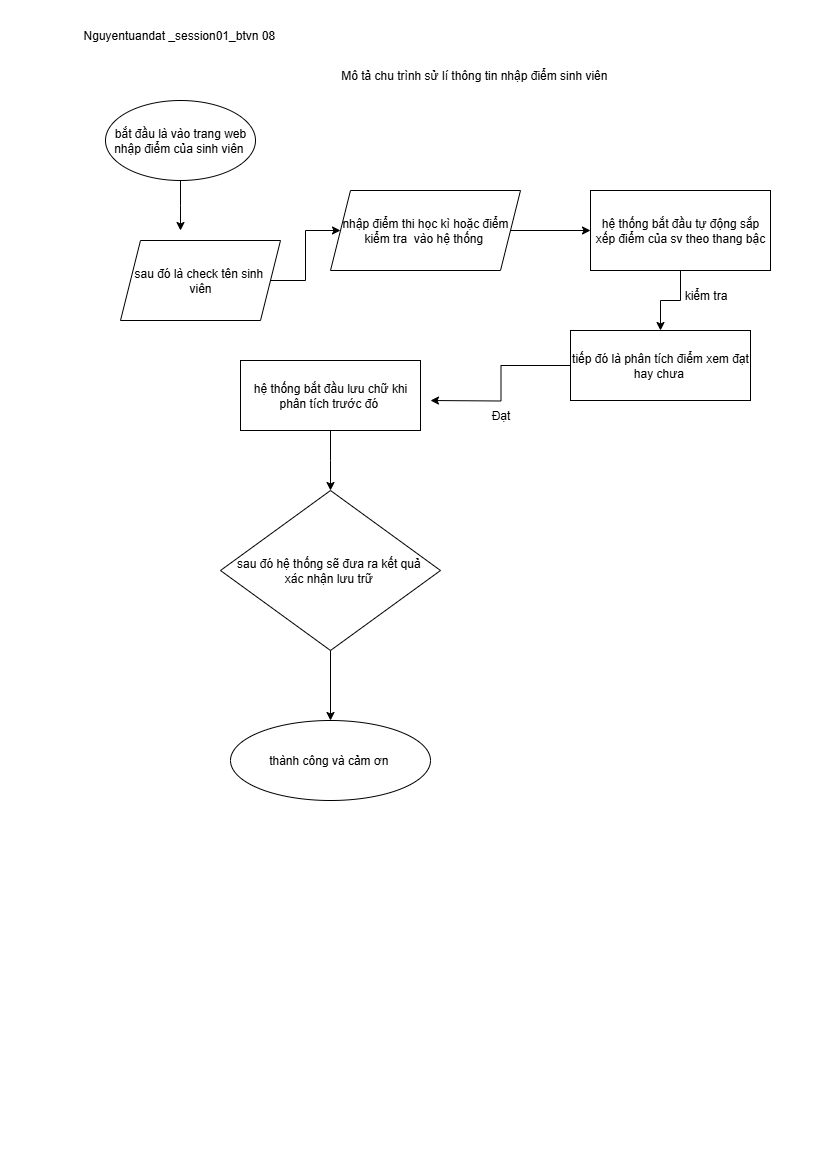 Nguyentuandat _session01_btvn 08
Mô tả chu trình sử lí thông tin nhập điểm sinh viên
bắt đầu là vào trang web
nhập điểm của sinh viên
sau đó là check tên sinh
viên
nhập điểm thi học kì hoặc điểm
kiểm tra  vào hệ thống
hệ thống bắt đầu tự động sắp
xếp điểm của sv theo thang bậc
kiểm tra
tiếp đó là phân tích điểm xem đạt
hay chưa
Đạt
hệ thống bắt đầu lưu chữ khi
phân tích trước đó
sau đó hệ thống sẽ đưa ra kết quả
xác nhận lưu trữ
thành công và cảm ơn